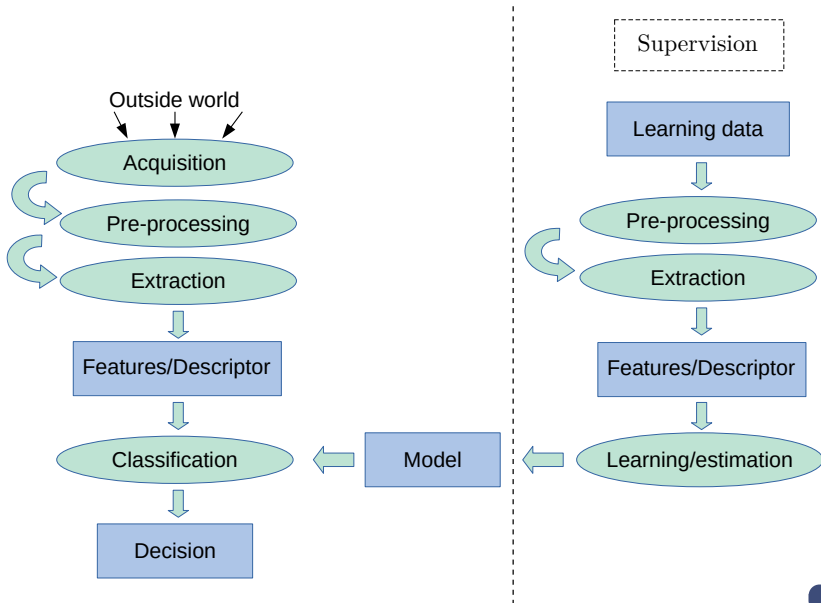 Outside world
Acquisition
Pre-processing
Extraction
Features/Descriptor
Classification
Decision
Model
Supervision
Learning data
Pre-processing
Extraction
Features/Descriptor
Learning/estimation